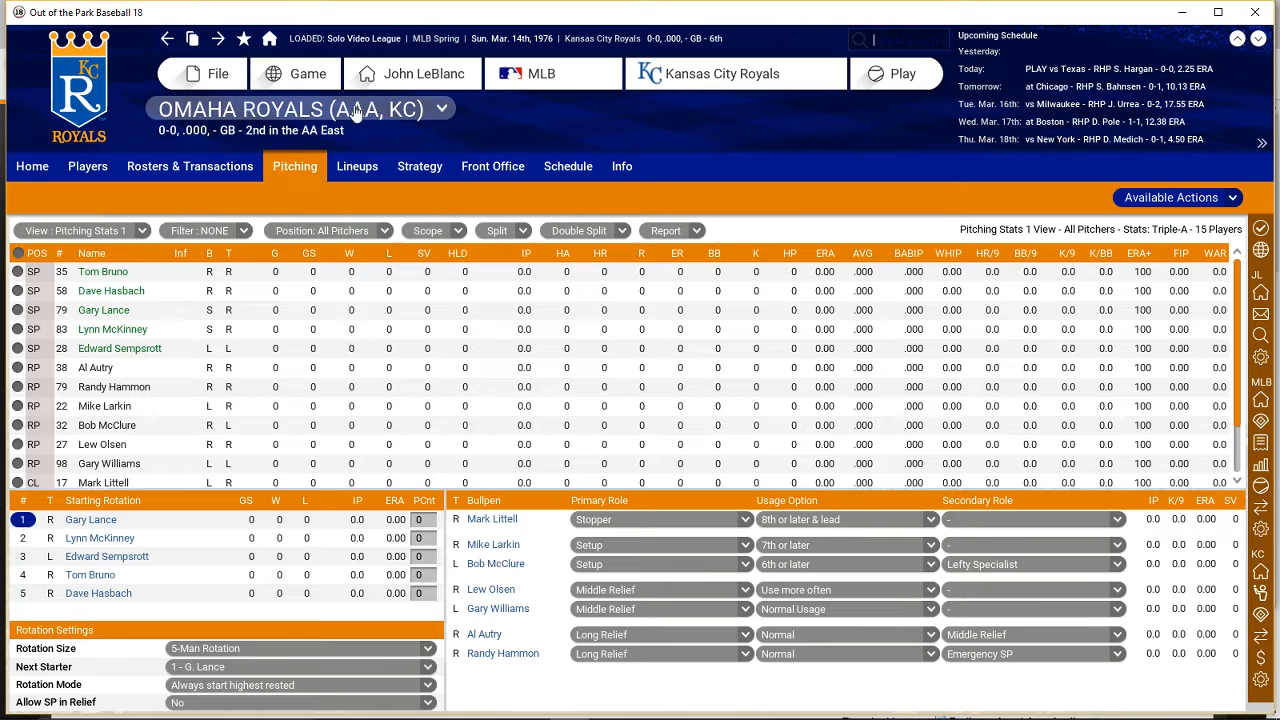 Out of the Park Baseball 18
LOADED: Solo Video League | MLB Spring | Sun. Mar. 14th, 1976 | Kansas City Royals 0-0, .000, - GB - 6th
Upcoming Schedule
Yesterday:
Today: PLAY vs Texas - RHP S. Hargan - 0-0, 2.25 ERA
Tomorrow: at Chicago - RHP S. Bahnsen - 0-1, 10.13 ERA
Tue. Mar. 16th: vs Milwaukee - RHP J. Urrea - 0-2, 17.55 ERA
Wed. Mar. 17th: at Boston - RHP D. Pole - 1-1, 12.38 ERA
Thu. Mar. 18th: vs New York - RHP D. Medich - 0-1, 4.50 ERA
KC R ROYALS
File Game John LeBlanc MLB KC Kansas City Royals Play
OMAHA ROYALS (AAA, KC)
0-0, .000, - GB - 2nd in the AA East
Home Players Rosters & Transactions Pitching Lineups Strategy Front Office Schedule Info
Available Actions
View : Pitching Stats 1 Filter : NONE Position: All Pitchers Scope Split Double Split Report Pitching Stats 1 View - All Pitchers - Stats: Triple-A - 15 Players
POS # Name Inf B T G GS W L SV HLD IP HA HR R ER BB K HP ERA AVG BABIP WHIP HR/9 BB/9 K/9 K/BB ERA+ FIP WAR
SP 35 Tom Bruno R R 0 0 0 0 0 0 0.0 0 0 0 0 0 0 0 0.00 .000 .000 0.00 0.0 0.0 0.0 0.0 100 0.00 0.0
SP 58 Dave Hasbach R R 0 0 0 0 0 0 0.0 0 0 0 0 0 0 0 0.00 .000 .000 0.00 0.0 0.0 0.0 0.0 100 0.00 0.0
SP 79 Gary Lance S R 0 0 0 0 0 0 0.0 0 0 0 0 0 0 0 0.00 .000 .000 0.00 0.0 0.0 0.0 0.0 100 0.00 0.0
SP 83 Lynn McKinney S R 0 0 0 0 0 0 0.0 0 0 0 0 0 0 0 0.00 .000 .000 0.00 0.0 0.0 0.0 0.0 100 0.00 0.0
SP 28 Edward Sempsrott L L 0 0 0 0 0 0 0.0 0 0 0 0 0 0 0 0.00 .000 .000 0.00 0.0 0.0 0.0 0.0 100 0.00 0.0
RP 38 Al Autry R R 0 0 0 0 0 0 0.0 0 0 0 0 0 0 0 0.00 .000 .000 0.00 0.0 0.0 0.0 0.0 100 0.00 0.0
RP 79 Randy Hammon R R 0 0 0 0 0 0 0.0 0 0 0 0 0 0 0 0.00 .000 .000 0.00 0.0 0.0 0.0 0.0 100 0.00 0.0
RP 22 Mike Larkin L R 0 0 0 0 0 0 0.0 0 0 0 0 0 0 0 0.00 .000 .000 0.00 0.0 0.0 0.0 0.0 100 0.00 0.0
RP 32 Bob McClure R L 0 0 0 0 0 0 0.0 0 0 0 0 0 0 0 0.00 .000 .000 0.00 0.0 0.0 0.0 0.0 100 0.00 0.0
RP 27 Lew Olsen R R 0 0 0 0 0 0 0.0 0 0 0 0 0 0 0 0.00 .000 .000 0.00 0.0 0.0 0.0 0.0 100 0.00 0.0
RP 98 Gary Williams L L 0 0 0 0 0 0 0.0 0 0 0 0 0 0 0 0.00 .000 .000 0.00 0.0 0.0 0.0 0.0 100 0.00 0.0
CL 17 Mark Littell L R 0 0 0 0 0 0 0.0 0 0 0 0 0 0 0 0.00 .000 .000 0.00 0.0 0.0 0.0 0.0 100 0.00 0.0
# T Starting Rotation GS W L IP ERA PCnt
1 R Gary Lance 0 0 0 0.0 0.00 0
2 R Lynn McKinney 0 0 0 0.0 0.00 0
3 L Edward Sempsrott 0 0 0 0.0 0.00 0
4 R Tom Bruno 0 0 0 0.0 0.00 0
5 R Dave Hasbach 0 0 0 0.0 0.00 0
Rotation Settings
Rotation Size 5-Man Rotation
Next Starter 1 - G. Lance
Rotation Mode Always start highest rested
Allow SP in Relief No
T Bullpen Primary Role Usage Option Secondary Role IP K/9 ERA SV
R Mark Littell Stopper 8th or later & lead - 0.0 0.0 0.00 0
R Mike Larkin Setup 7th or later - 0.0 0.0 0.00 0
L Bob McClure Setup 6th or later Lefty Specialist 0.0 0.0 0.00 0
R Lew Olsen Middle Relief Use more often - 0.0 0.0 0.00 0
L Gary Williams Middle Relief Normal Usage - 0.0 0.0 0.00 0
R Al Autry Long Relief Normal Middle Relief 0.0 0.0 0.00 0
R Randy Hammon Long Relief Normal Emergency SP 0.0 0.0 0.00 0
JL
MLB
KC